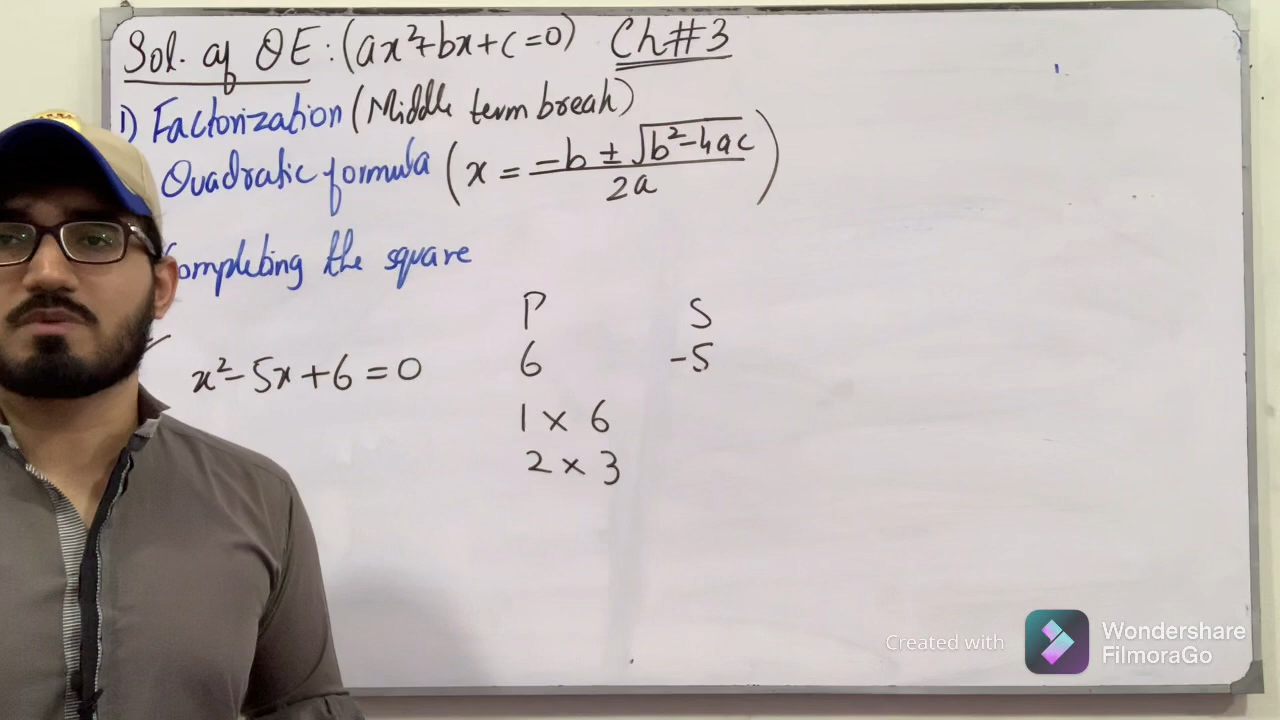 Sol. of QE: (ax²+bx+c=0) Ch#3
1) Factorization (Middle term break)
Quadratic formula (x = -b ± √b²-4ac / 2a)
ompleting the square
P S
x²-5x+6=0 6 -5
1 x 6
2 x 3
Created with Wondershare FilmoraGo